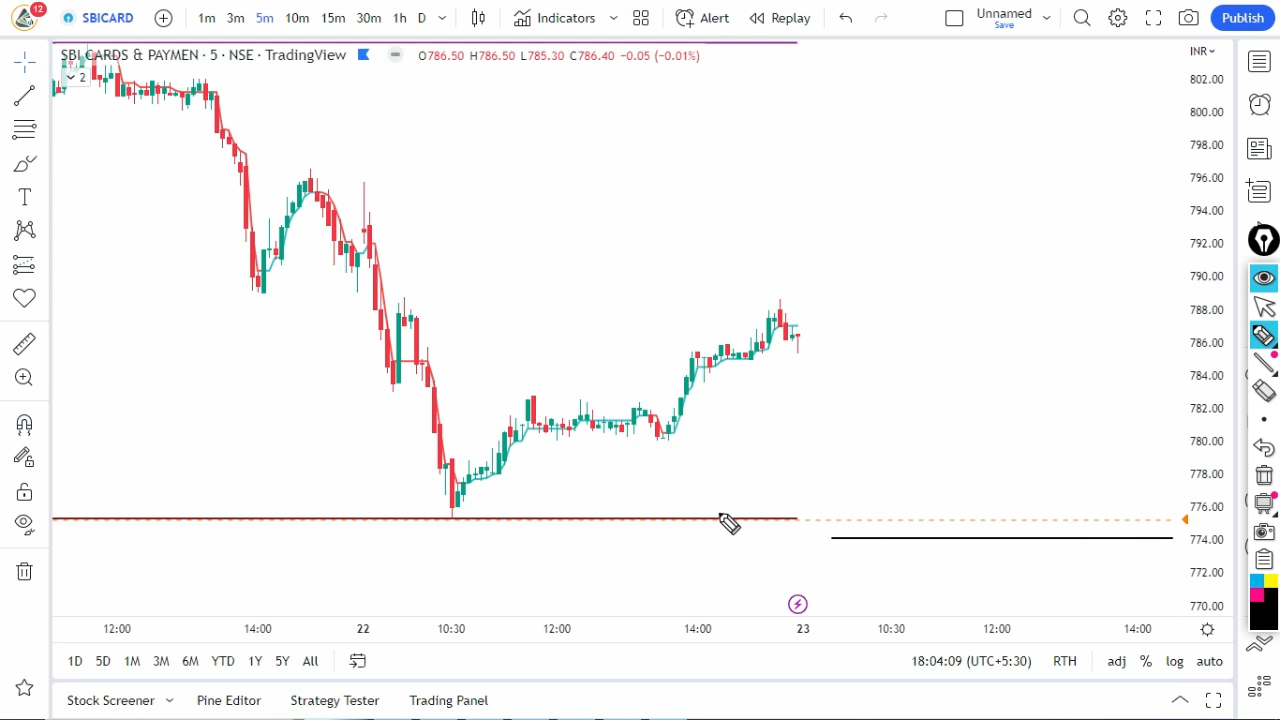 12
SBICARD
1m 3m 5m 10m 15m 30m 1h D
Indicators
Alert
Replay
Unnamed
Save
Publish
SBI CARDS & PAYMEN · 5 · NSE · TradingView
O786.50 H786.50 L785.30 C786.40 −0.05 (−0.01%)
INR
2
802.00
800.00
798.00
796.00
794.00
792.00
790.00
788.00
786.00
784.00
782.00
780.00
778.00
776.00
774.00
772.00
770.00
12:00 14:00 22 10:30 12:00 14:00 23 10:30 12:00 14:00
1D 5D 1M 3M 6M YTD 1Y 5Y All
18:04:09 (UTC+5:30) RTH adj % log auto
Stock Screener Pine Editor Strategy Tester Trading Panel